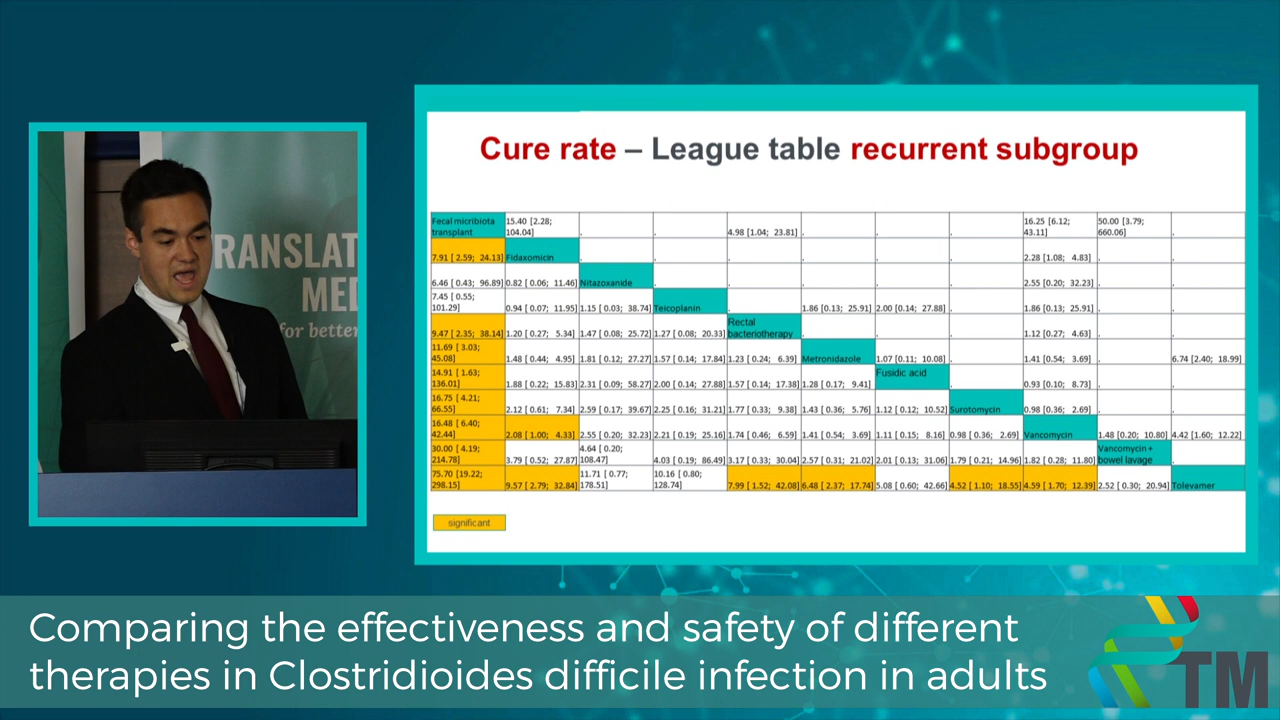 RANSLAT
MED
for better
Cure rate – League table recurrent subgroup
Fecal micribiota transplant 15.40 [2.28; 104.04] . . 4.98 [1.04; 23.81] . . . 16.25 [6.12; 43.11] 50.00 [3.79; 660.06] .
7.91 [ 2.59; 24.13] Fidaxomicin . . . . . . 2.28 [1.08; 4.83] . .
6.46 [ 0.43; 96.89] 0.82 [ 0.06; 11.46] Nitazoxanide . . . . . 2.55 [0.20; 32.23] . .
7.45 [ 0.55; 101.29] 0.94 [ 0.07; 11.95] 1.15 [ 0.03; 38.74] Teicoplanin . 1.86 [0.13; 25.91] 2.00 [0.14; 27.88] . 1.86 [0.13; 25.91] . .
9.47 [ 2.35; 38.14] 1.20 [ 0.27; 5.34] 1.47 [ 0.08; 25.72] 1.27 [ 0.08; 20.33] Rectal bacteriotherapy . . . 1.12 [0.27; 4.63] . .
11.69 [ 3.03; 45.08] 1.48 [ 0.44; 4.95] 1.81 [ 0.12; 27.27] 1.57 [ 0.14; 17.84] 1.23 [ 0.24; 6.39] Metronidazole 1.07 [0.11; 10.08] . 1.41 [0.54; 3.69] . 6.74 [2.40; 18.99]
14.91 [ 1.63; 136.01] 1.88 [ 0.22; 15.83] 2.31 [ 0.09; 58.27] 2.00 [ 0.14; 27.88] 1.57 [ 0.14; 17.38] 1.28 [ 0.17; 9.41] Fusidic acid . 0.93 [0.10; 8.73] . .
16.75 [ 4.21; 66.55] 2.12 [ 0.61; 7.34] 2.59 [ 0.17; 39.67] 2.25 [ 0.16; 31.21] 1.77 [ 0.33; 9.38] 1.43 [ 0.36; 5.76] 1.12 [ 0.12; 10.52] Surotomycin 0.98 [0.36; 2.69] . .
16.48 [ 6.40; 42.44] 2.08 [ 1.00; 4.33] 2.55 [ 0.20; 32.23] 2.21 [ 0.19; 25.16] 1.74 [ 0.46; 6.59] 1.41 [ 0.54; 3.69] 1.11 [ 0.15; 8.16] 0.98 [ 0.36; 2.69] Vancomycin 1.48 [0.20; 10.80] 4.42 [1.60; 12.22]
30.00 [ 4.19; 214.78] 3.79 [ 0.52; 27.87] 4.64 [ 0.20; 108.47] 4.03 [ 0.19; 86.49] 3.17 [ 0.33; 30.04] 2.57 [ 0.31; 21.02] 2.01 [ 0.13; 31.06] 1.79 [ 0.21; 14.96] 1.82 [ 0.28; 11.80] Vancomycin + bowel lavage .
75.70 [19.22; 298.15] 9.57 [ 2.79; 32.84] 11.71 [ 0.77; 178.51] 10.16 [ 0.80; 128.74] 7.99 [ 1.52; 42.08] 6.48 [ 2.37; 17.74] 5.08 [ 0.60; 42.66] 4.52 [ 1.10; 18.55] 4.59 [ 1.70; 12.39] 2.52 [ 0.30; 20.94] Tolevamer
significant
Comparing the effectiveness and safety of different
therapies in Clostridioides difficile infection in adults
TM